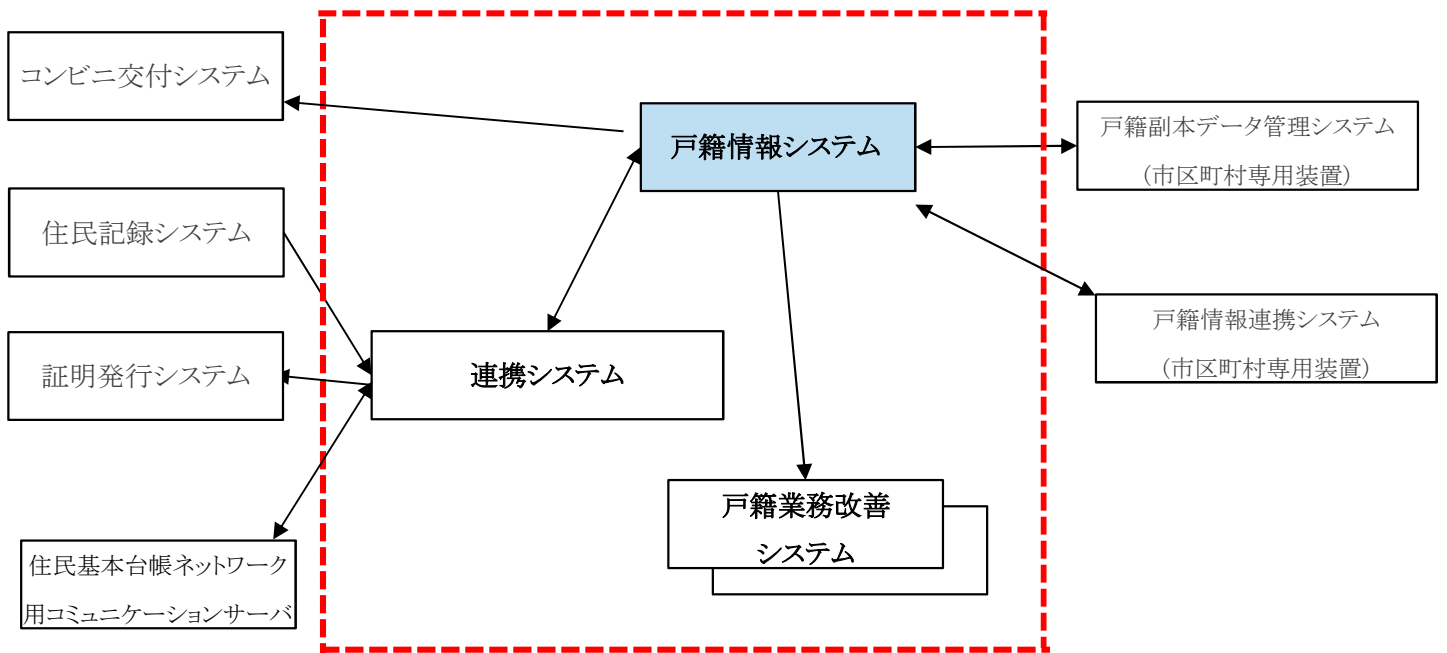 コンビニ交付システム
戸籍情報システム
戸籍副本データ管理システム
(市区町村専用装置)
住民記録システム
戸籍情報連携システム
(市区町村専用装置)
証明発行システム
連携システム
戸籍業務改善
システム
住民基本台帳ネットワーク
用コミュニケーションサーバ